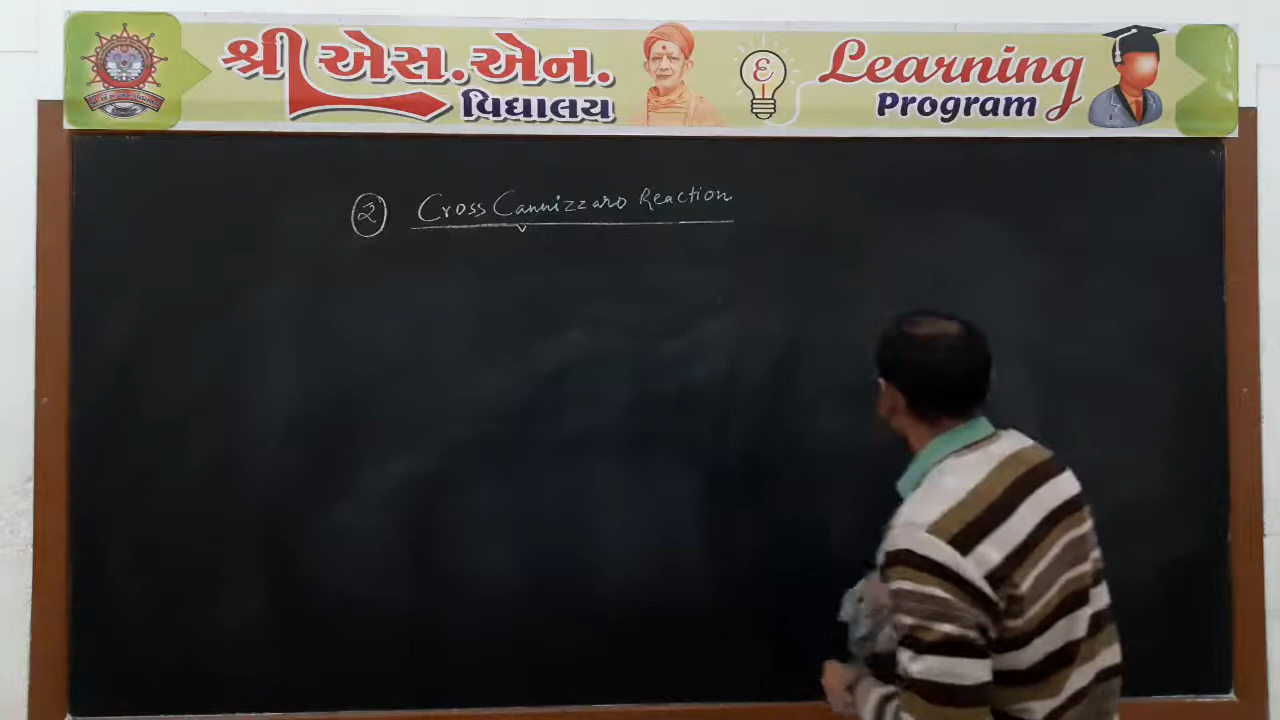 શ્રી એસ.એન.
વિદ્યાલય
ε
Learning
Program
2 Cross Cannizzaro Reaction